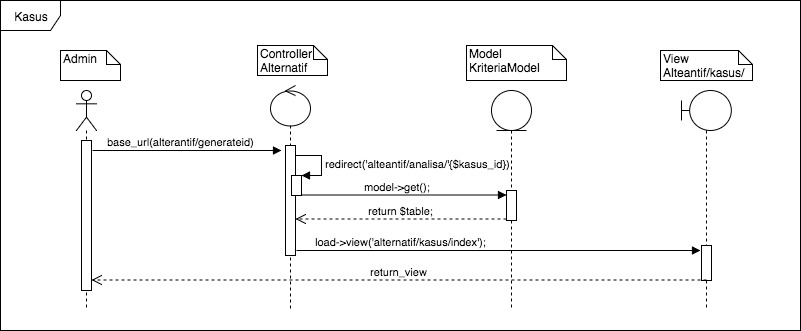 Kasus
Admin
Controller
Alternatif
Model
KriteriaModel
View
Alteantif/kasus/
base_url(alterantif/generateid)
redirect('alteantif/analisa/'{$kasus_id})
model->get();
return $table;
load->view('alternatif/kasus/index');
return_view